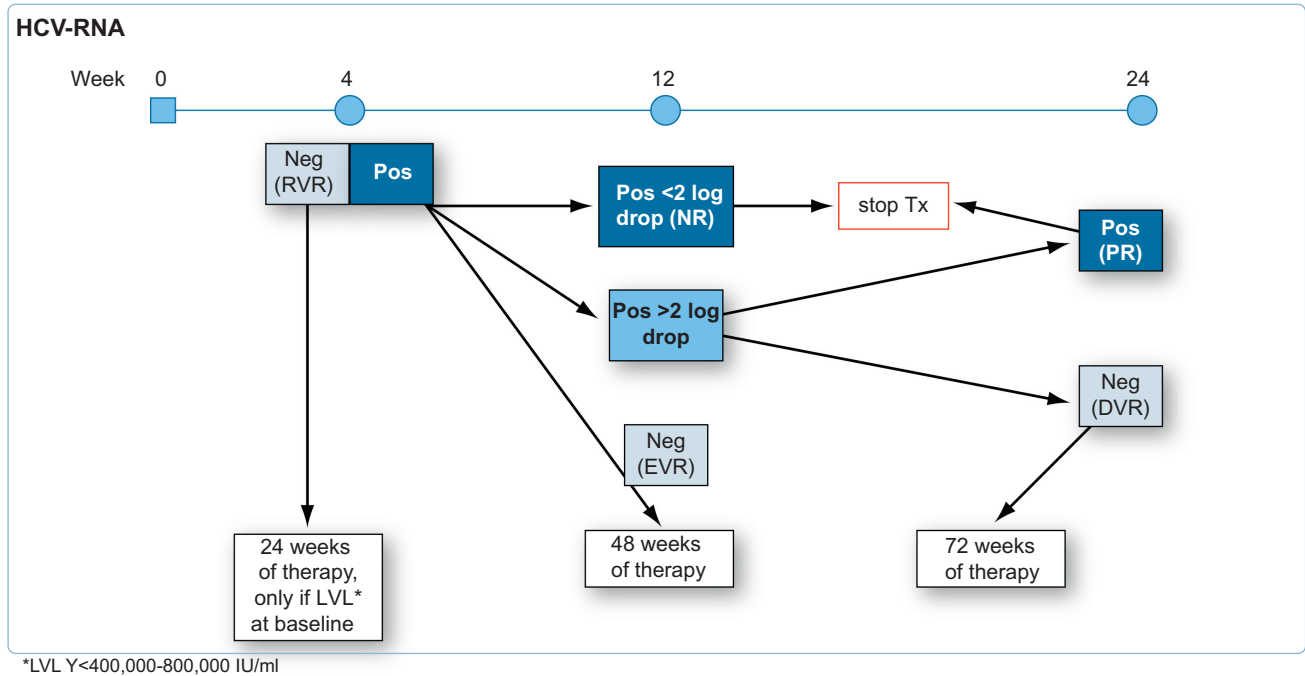 HCV-RNA
Week 0 4 12 24
Neg
(RVR)
Pos
Pos <2 log
drop (NR)
stop Tx
Pos
(PR)
Pos >2 log
drop
Neg
(DVR)
Neg
(EVR)
24 weeks
of therapy,
only if LVL*
at baseline
48 weeks
of therapy
72 weeks
of therapy
*LVL Y<400,000-800,000 IU/ml